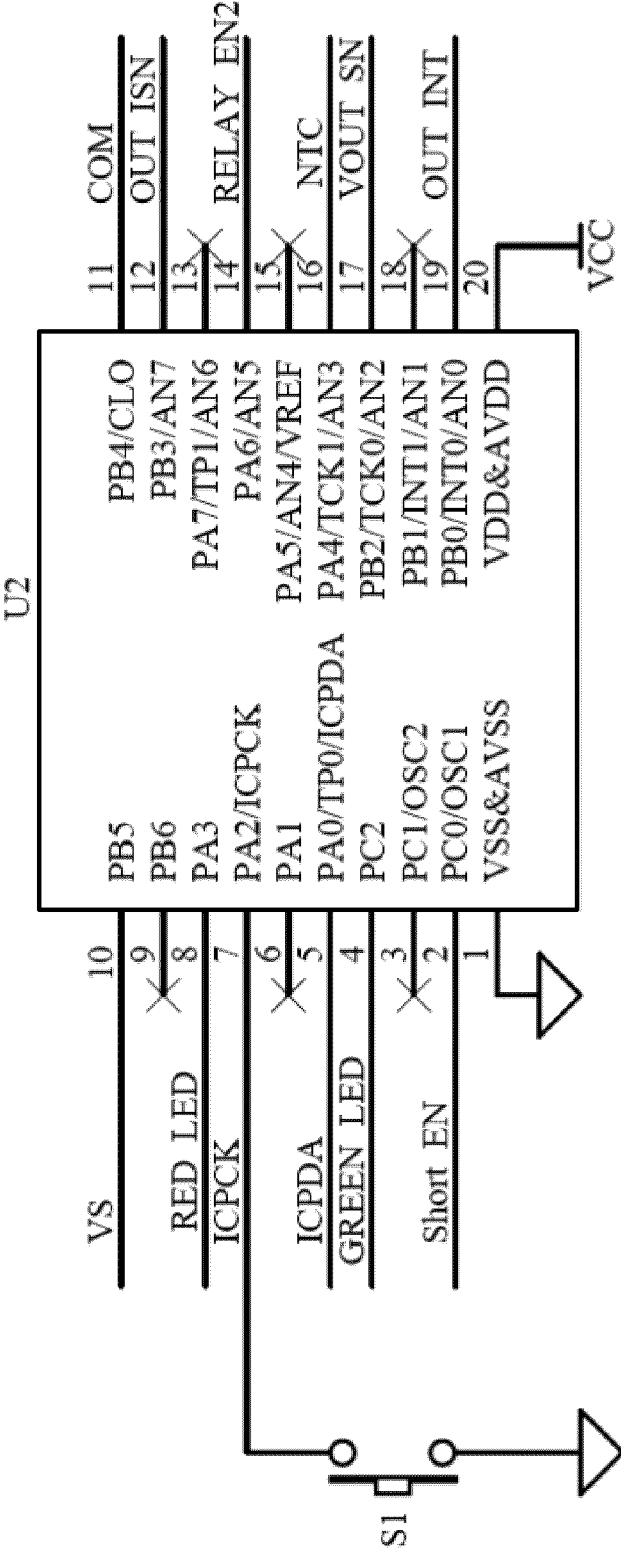 U2
VS
10
PB5
PB4/CLO
11
COM
9
PB6
PB3/AN7
12
OUT ISN
RED LED
8
PA3
PA7/TP1/AN6
13
ICPCK
7
PA2/ICPCK
PA6/AN5
14
RELAY EN2
6
PA1
PA5/AN4/VREF
15
ICPDA
5
PA0/TP0/ICPDA
PA4/TCK1/AN3
16
NTC
GREEN LED
4
PC2
PB2/TCK0/AN2
17
VOUT SN
3
PC1/OSC2
PB1/INT1/AN1
18
Short EN
2
PC0/OSC1
PB0/INT0/AN0
19
OUT INT
1
VSS&AVSS
VDD&AVDD
20
S1
VCC